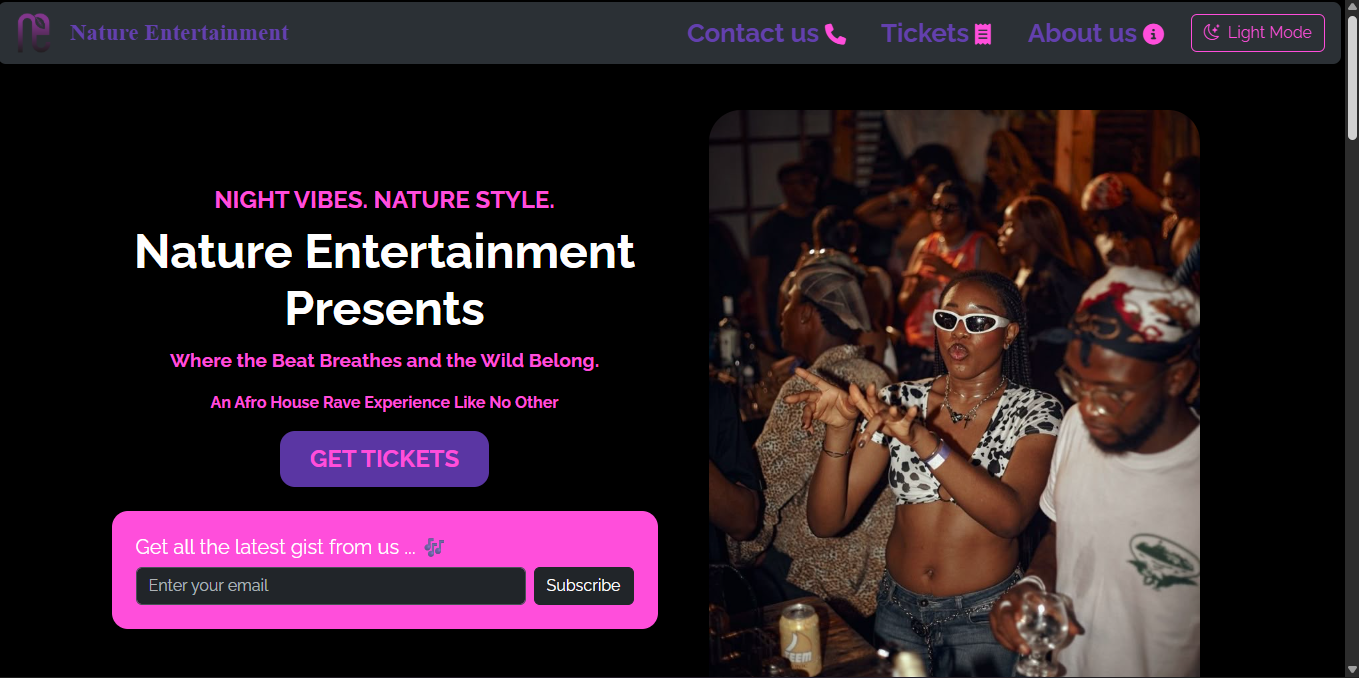 Nature Entertainment
Contact us
Tickets
About us
Light Mode
NIGHT VIBES. NATURE STYLE.
Nature Entertainment
Presents
Where the Beat Breathes and the Wild Belong.
An Afro House Rave Experience Like No Other
GET TICKETS
Get all the latest gist from us ... 🎶
Enter your email
Subscribe
TEEM